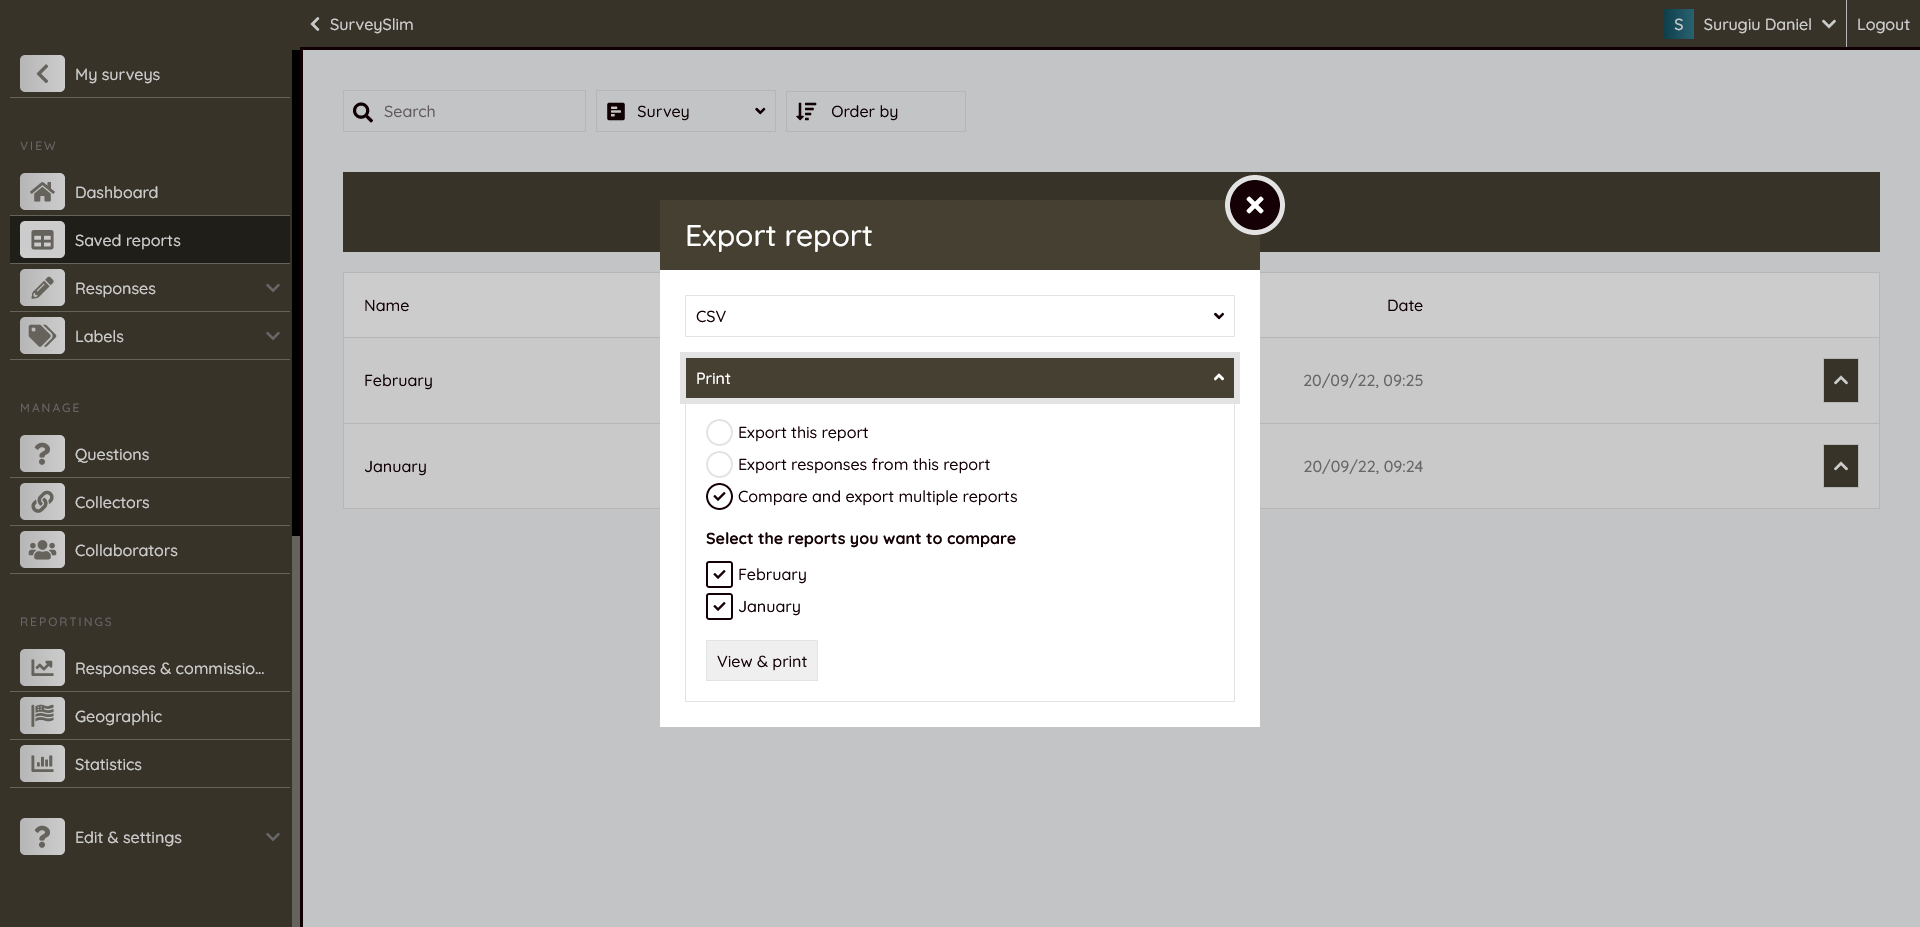 SurveySlim
S
Surugiu Daniel
Logout
My surveys
VIEW
Dashboard
Saved reports
Responses
Labels
MANAGE
Questions
Collectors
Collaborators
REPORTINGS
Responses & commissio...
Geographic
Statistics
Edit & settings
Search
Survey
Order by
Name
Date
February
20/09/22, 09:25
January
20/09/22, 09:24
Export report
CSV
Print
Export this report
Export responses from this report
Compare and export multiple reports
Select the reports you want to compare
February
January
View & print